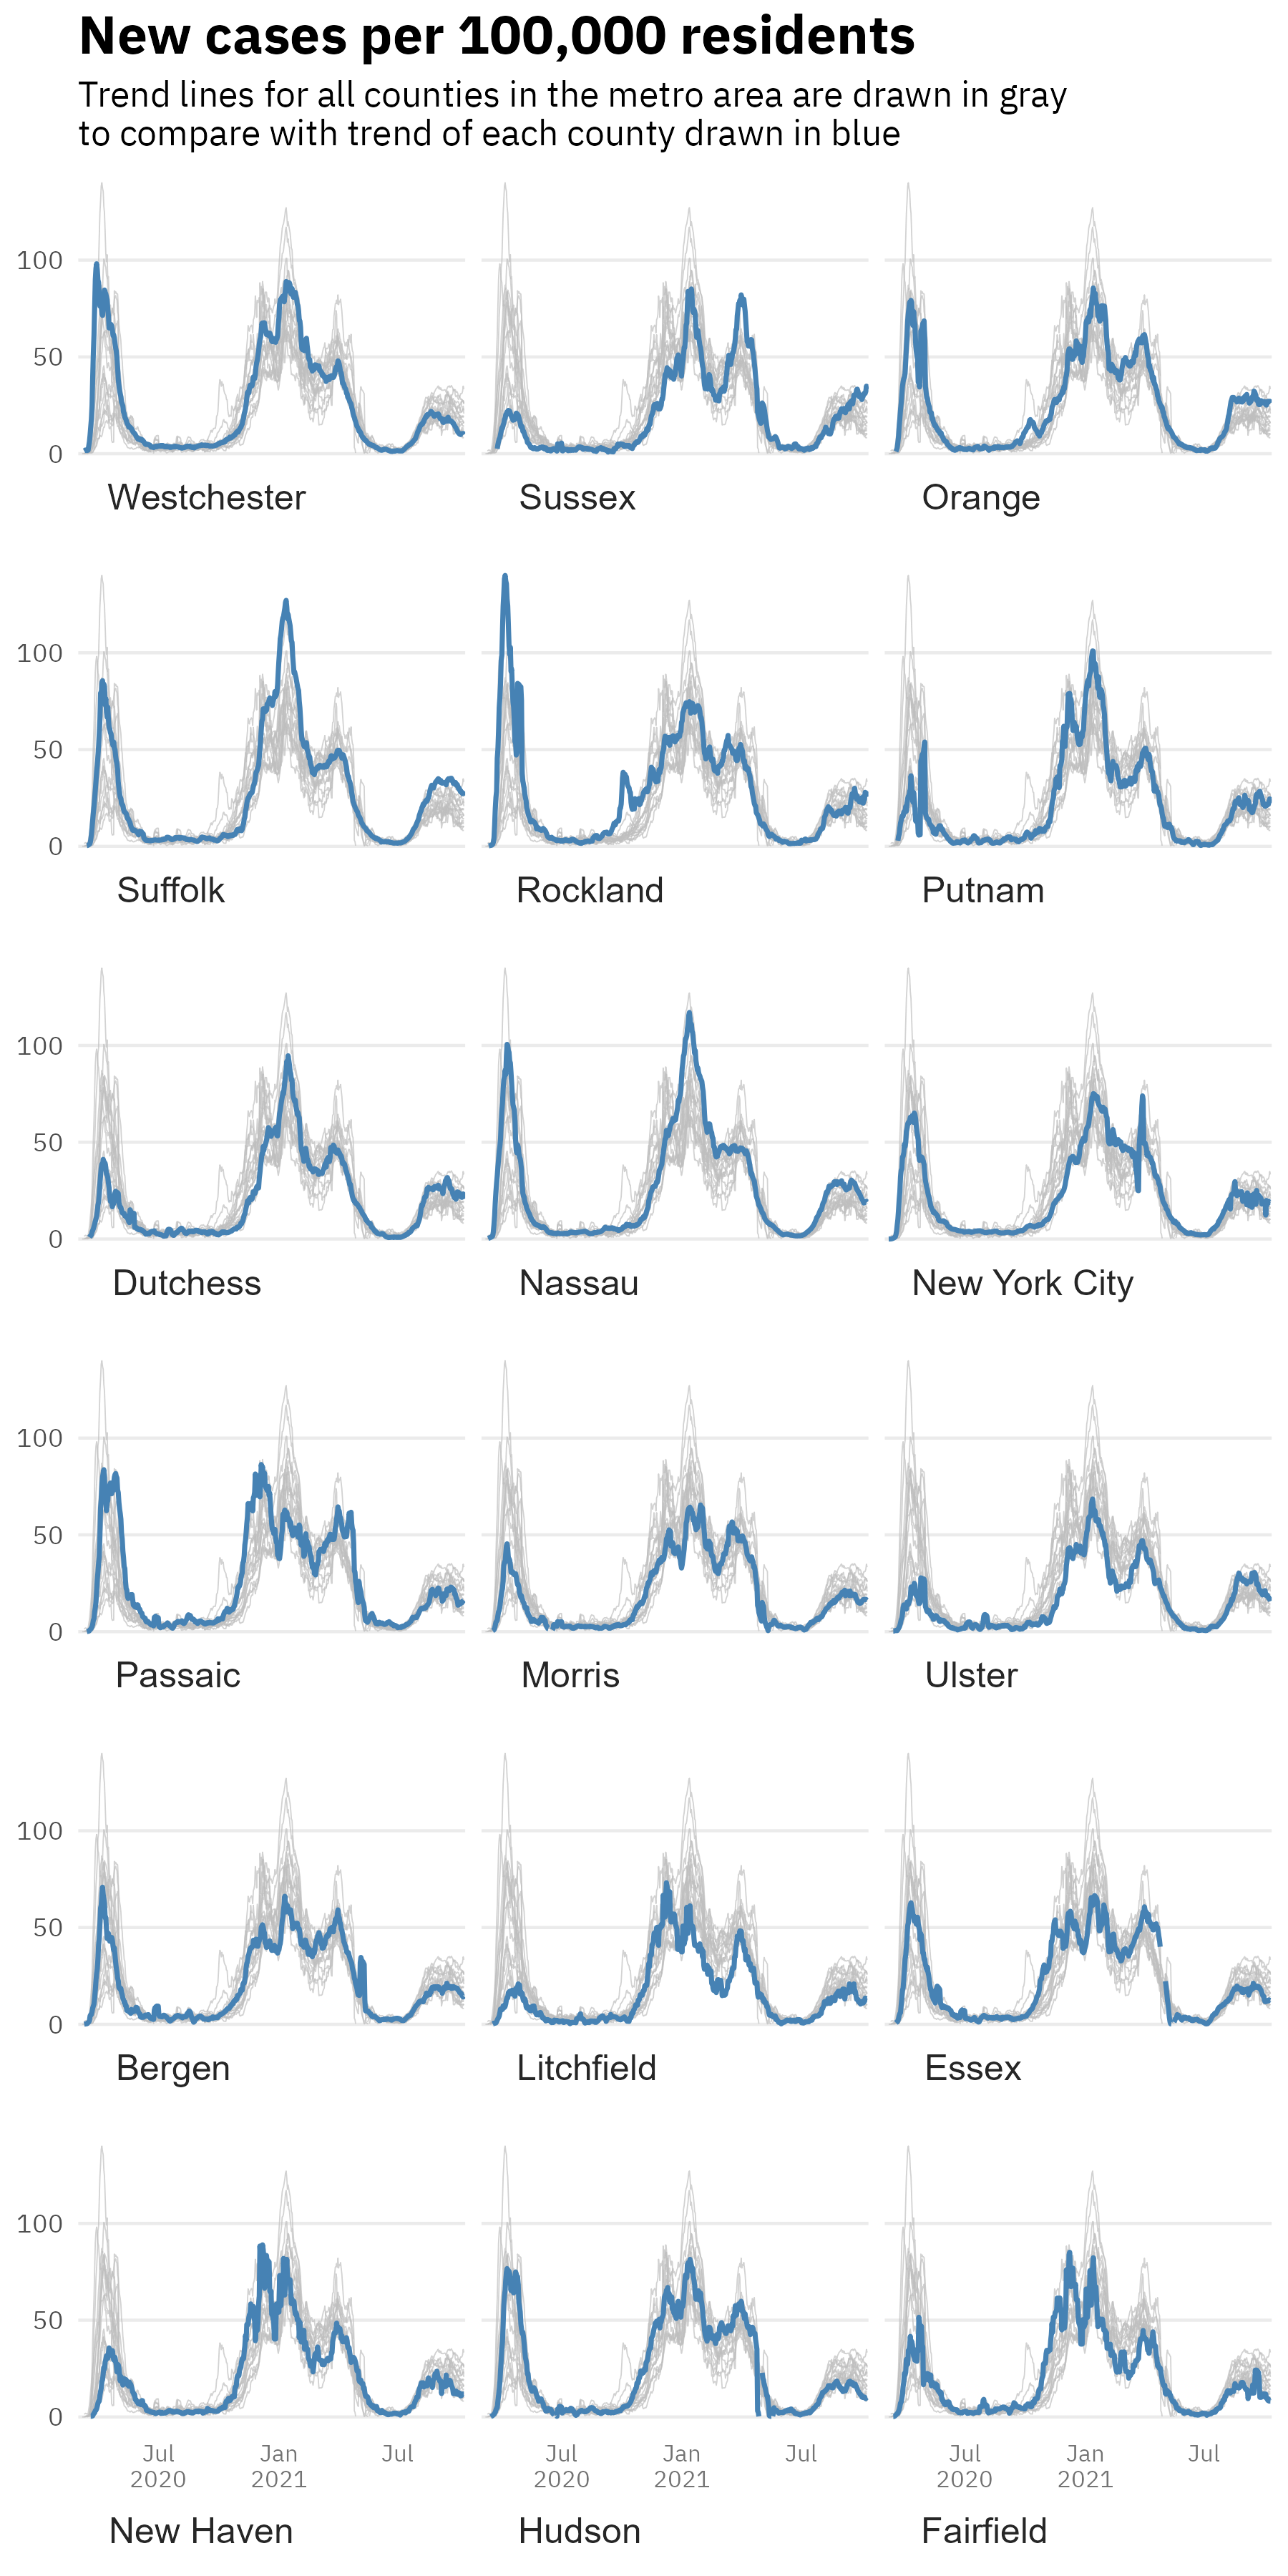 New cases per 100,000 residents
Trend lines for all counties in the metro area are drawn in gray
to compare with trend of each county drawn in blue
100
50
0
Westchester Sussex Orange
100
50
0
Suffolk Rockland Putnam
100
50
0
Dutchess Nassau New York City
100
50
0
Passaic Morris Ulster
100
50
0
Bergen Litchfield Essex
100
50
0
Jul Jan Jul Jul Jan Jul Jul Jan Jul
2020 2021 2020 2021 2020 2021
New Haven Hudson Fairfield